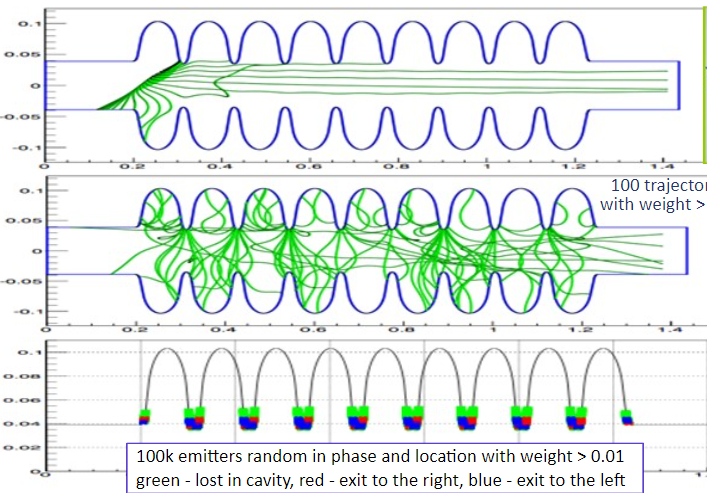 0.1
0.05
0
-0.05
-0.1
0 0.2 0.4 0.6 0.8 1 1.2 1.4
100 trajector
with weight >
0.1
0.05
0
-0.05
-0.1
0 0.2 0.4 0.6 0.8 1 1.2 1.4
0.1
0.08
0.06
0.04
0.02
0
100k emitters random in phase and location with weight > 0.01
green - lost in cavity, red - exit to the right, blue - exit to the left